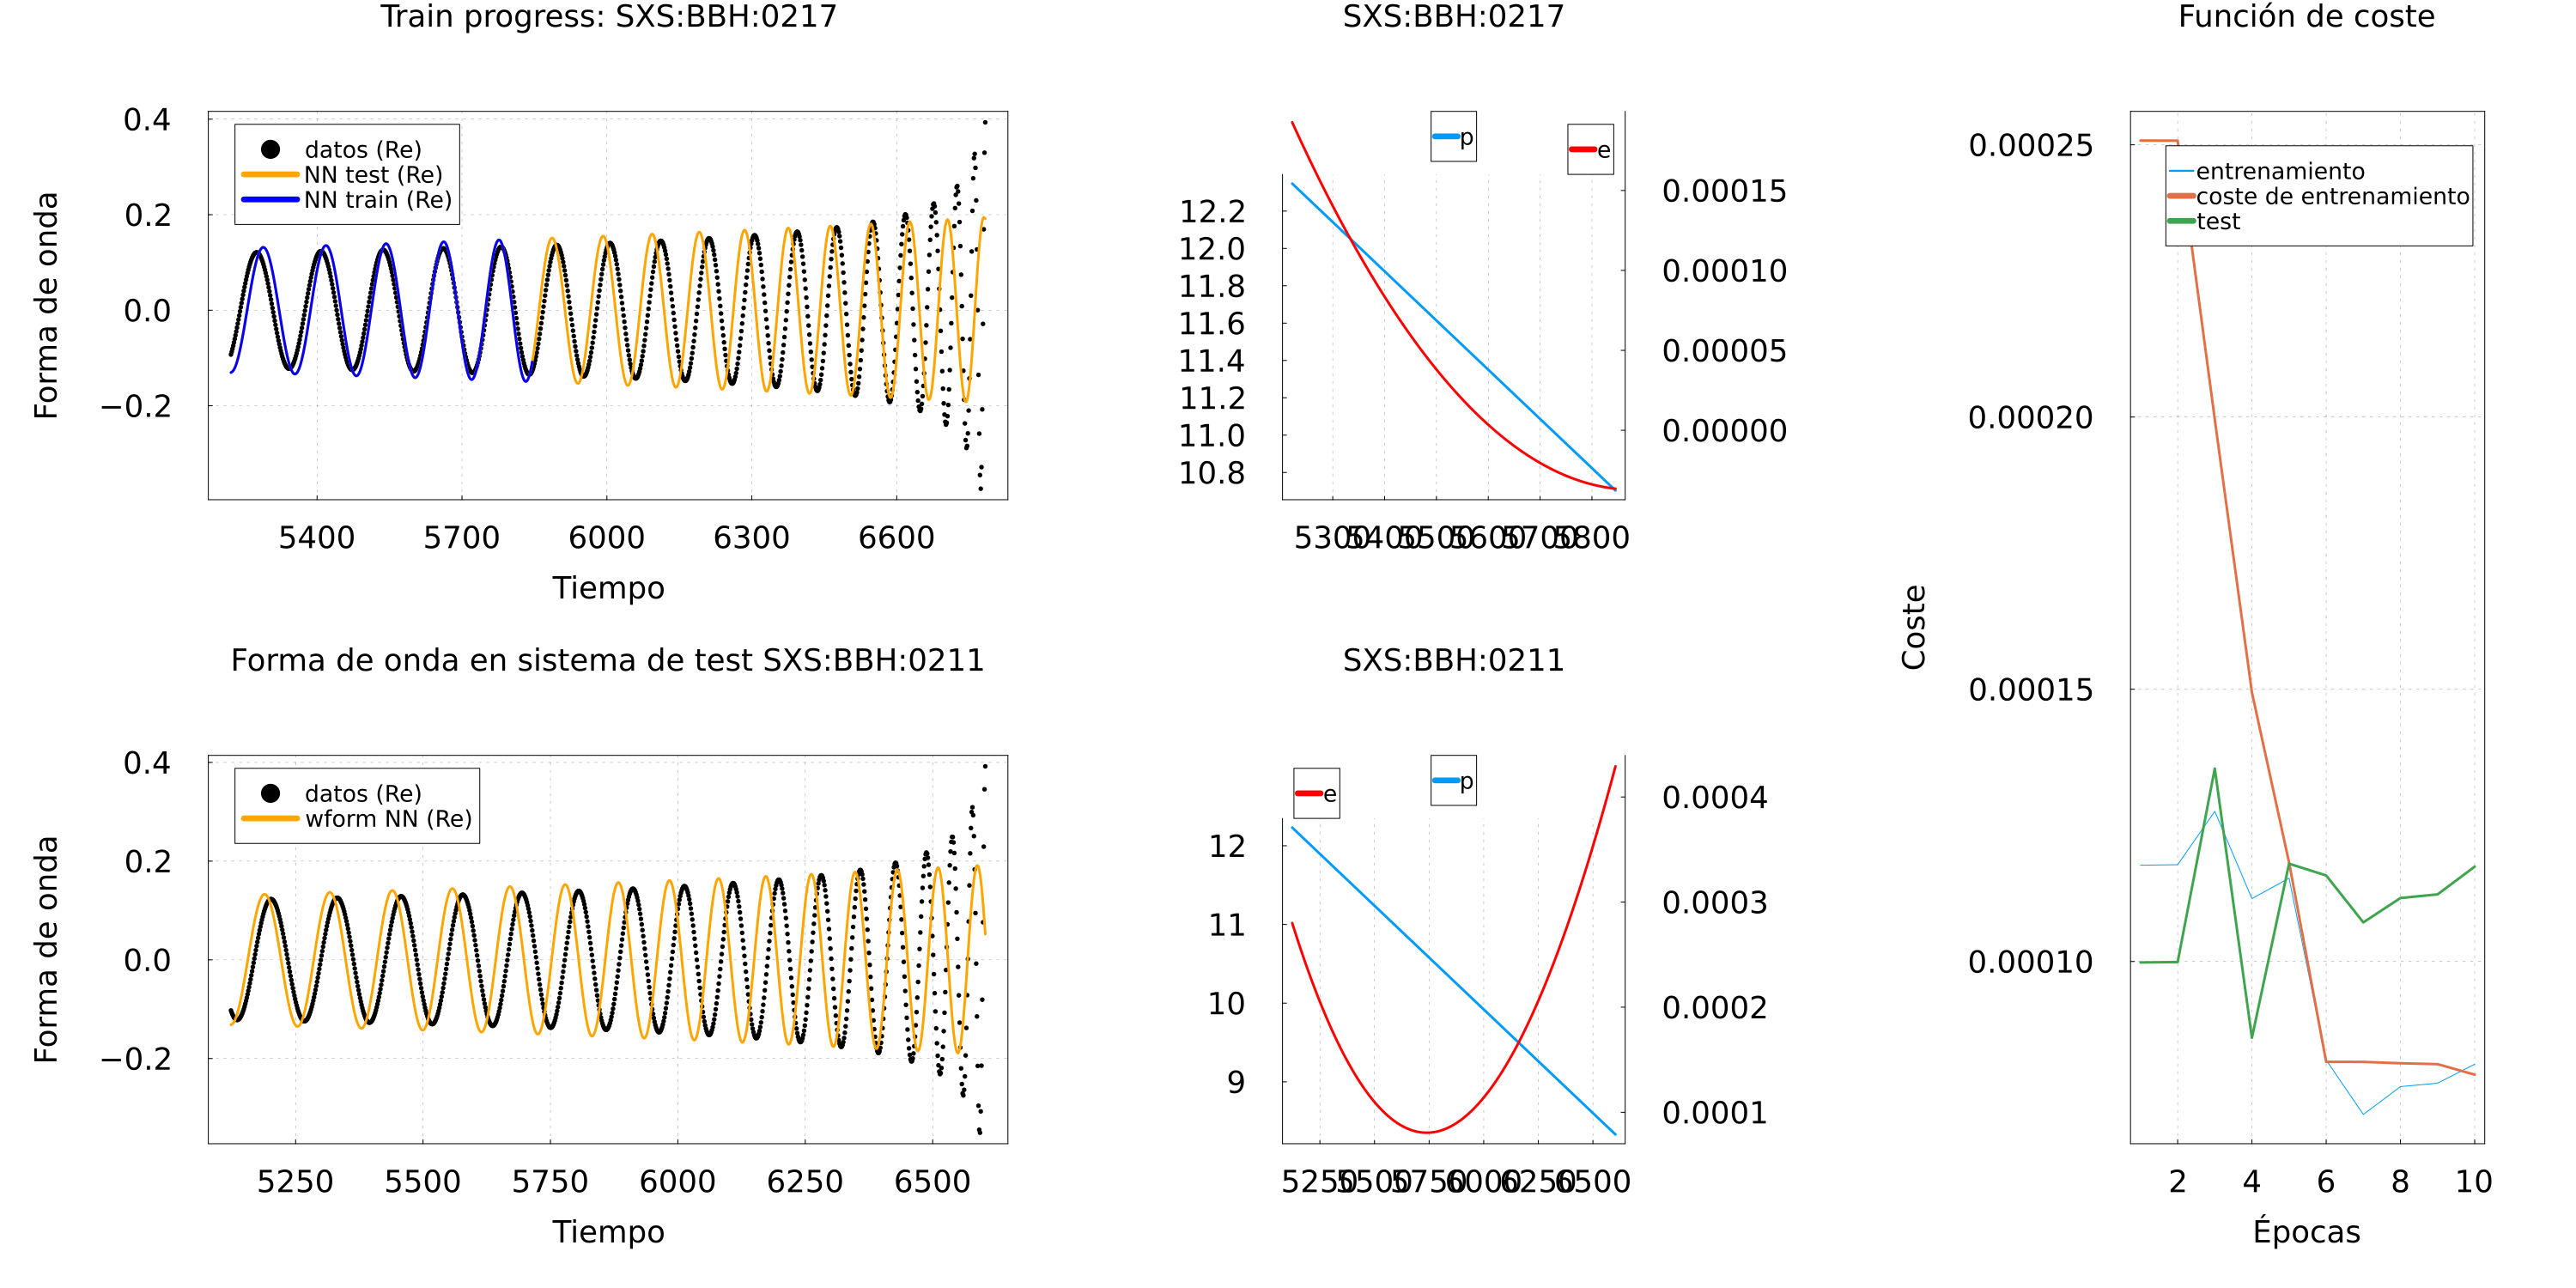 Train progress: SXS:BBH:0217
0.4
0.2
0.0
−0.2
Forma de onda
datos (Re)
NN test (Re)
NN train (Re)
5400 5700 6000 6300 6600
Tiempo
SXS:BBH:0217
p
e
12.2
12.0
11.8
11.6
11.4
11.2
11.0
10.8
0.00015
0.00010
0.00005
0.00000
5300 5400 5500 5600 5700 5800
Forma de onda en sistema de test SXS:BBH:0211
0.4
0.2
0.0
−0.2
Forma de onda
datos (Re)
wform NN (Re)
5250 5500 5750 6000 6250 6500
Tiempo
SXS:BBH:0211
e
p
12
11
10
9
0.0004
0.0003
0.0002
0.0001
5250 5500 5750 6000 6250 6500
Función de coste
0.00025
0.00020
0.00015
0.00010
Coste
entrenamiento
coste de entrenamiento
test
2 4 6 8 10
Épocas